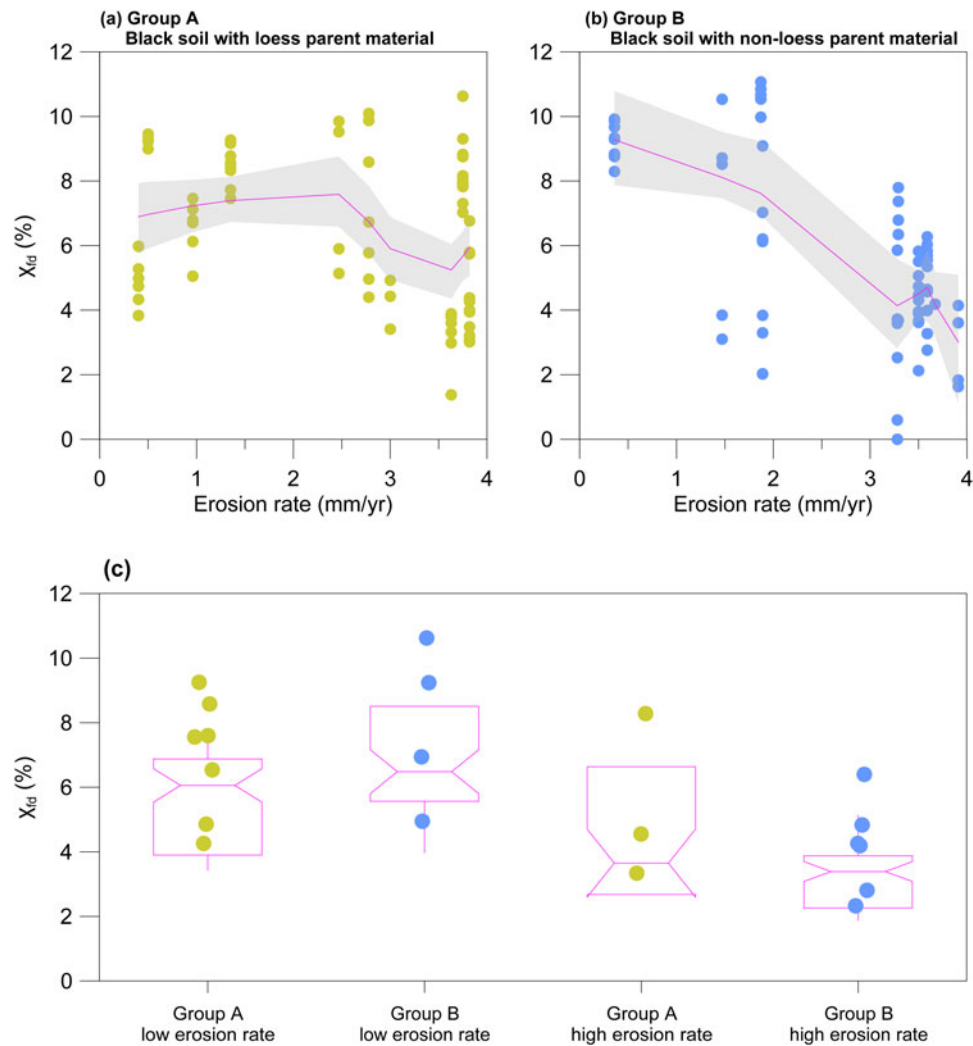 (a) Group A
Black soil with loess parent material
12
10
8
6
4
2
0
χfd (%)
0
1
2
3
4
Erosion rate (mm/yr)
(b) Group B
Black soil with non-loess parent material
12
10
8
6
4
2
0
0
1
2
3
4
Erosion rate (mm/yr)
(c)
12
10
8
6
4
2
0
χfd (%)
Group A
low erosion rate
Group B
low erosion rate
Group A
high erosion rate
Group B
high erosion rate